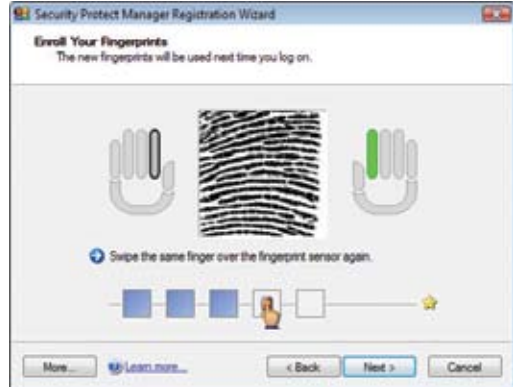 Security Protect Manager Registration Wizard
Enroll Your Fingerprints
The new fingerprints will be used next time you log on.
Swipe the same finger over the fingerprint sensor again.
More... Learn more... < Back Next > Cancel